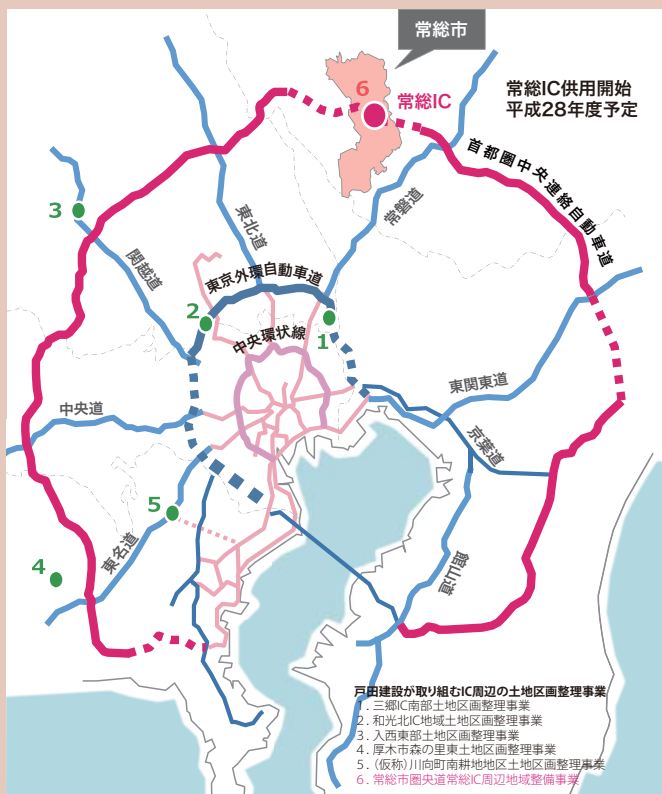 常総市
6
常総IC
常総IC供用開始
平成28年度予定
首都圏中央連絡自動車道
3
関越道
東北道
常磐道
東京外環自動車道
2
1
中央環状線
中央道
東関東道
京葉道
5
東名道
4
館山道
戸田建設が取り組むIC周辺の土地区画整理事業
1. 三郷IC南部土地区画整理事業
2. 和光北IC地域土地区画整理事業
3. 入西東部土地区画整理事業
4. 厚木市森の里東土地区画整理事業
5. (仮称)川向町南耕地地区土地区画整理事業
6. 常総市圏央道常総IC周辺地域整備事業